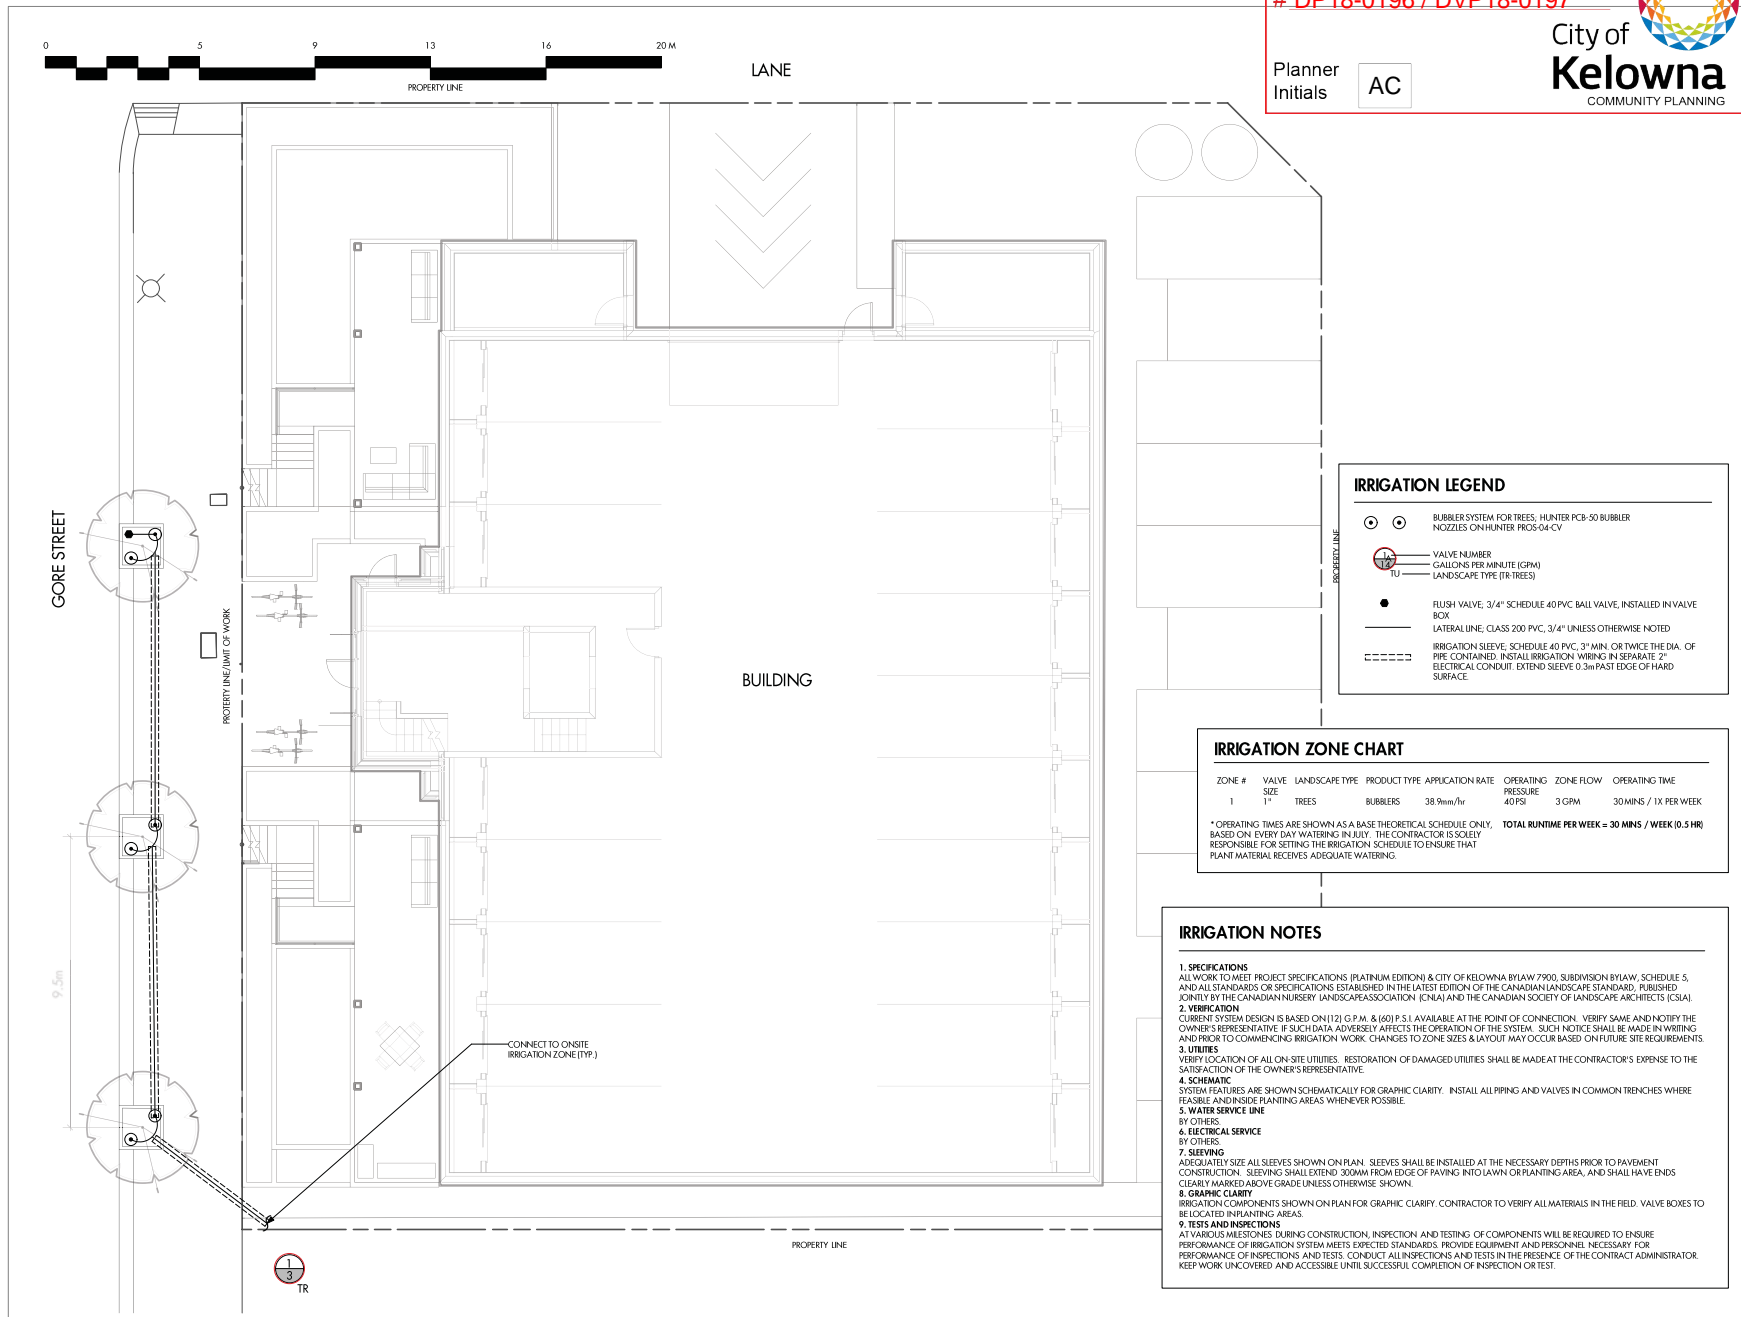 # DP18-0196 / DVP18-0197
City of
Kelowna
COMMUNITY PLANNING
Planner
Initials
AC
0 5 9 13 16 20 M
PROPERTY LINE
LANE
GORE STREET
PROTERTY LINE/LIMIT OF WORK
BUILDING
9.5m
CONNECT TO ONSITE
IRRIGATION ZONE (TYP.)
PROPERTY LINE
1
3
TR
PROPERTY LINE
IRRIGATION LEGEND
BUBBLER SYSTEM FOR TREES; HUNTER PCB-50 BUBBLER
NOZZLES ON HUNTER PROS-04-CV
1A
14
TU
VALVE NUMBER
GALLONS PER MINUTE (GPM)
LANDSCAPE TYPE (TR-TREES)
FLUSH VALVE; 3/4" SCHEDULE 40 PVC BALL VALVE, INSTALLED IN VALVE
BOX
LATERAL LINE; CLASS 200 PVC, 3/4" UNLESS OTHERWISE NOTED
IRRIGATION SLEEVE; SCHEDULE 40 PVC, 3" MIN. OR TWICE THE DIA. OF
PIPE CONTAINED. INSTALL IRRIGATION WIRING IN SEPARATE 2"
ELECTRICAL CONDUIT. EXTEND SLEEVE 0.3m PAST EDGE OF HARD
SURFACE.
IRRIGATION ZONE CHART
ZONE # VALVE SIZE LANDSCAPE TYPE PRODUCT TYPE APPLICATION RATE OPERATING PRESSURE ZONE FLOW OPERATING TIME
1 1" TREES BUBBLERS 38.9mm/hr 40 PSI 3 GPM 30 MINS / 1X PER WEEK
* OPERATING TIMES ARE SHOWN AS A BASE THEORETICAL SCHEDULE ONLY,
BASED ON EVERY DAY WATERING IN JULY. THE CONTRACTOR IS SOLELY
RESPONSIBLE FOR SETTING THE IRRIGATION SCHEDULE TO ENSURE THAT
PLANT MATERIAL RECEIVES ADEQUATE WATERING.
TOTAL RUNTIME PER WEEK = 30 MINS / WEEK (0.5 HR)
IRRIGATION NOTES
1. SPECIFICATIONS
ALL WORK TO MEET PROJECT SPECIFICATIONS (PLATINUM EDITION) & CITY OF KELOWNA BYLAW 7900, SUBDIVISION BYLAW, SCHEDULE 5,
AND ALL STANDARDS OR SPECIFICATIONS ESTABLISHED IN THE LATEST EDITION OF THE CANADIAN LANDSCAPE STANDARD, PUBLISHED
JOINTLY BY THE CANADIAN NURSERY LANDSCAPEASSOCIATION (CNLA) AND THE CANADIAN SOCIETY OF LANDSCAPE ARCHITECTS (CSLA).
2. VERIFICATION
CURRENT SYSTEM DESIGN IS BASED ON (12) G.P.M. & (60) P.S.I. AVAILABLE AT THE POINT OF CONNECTION. VERIFY SAME AND NOTIFY THE
OWNER'S REPRESENTATIVE IF SUCH DATA ADVERSELY AFFECTS THE OPERATION OF THE SYSTEM. SUCH NOTICE SHALL BE MADE IN WRITING
AND PRIOR TO COMMENCING IRRIGATION WORK. CHANGES TO ZONE SIZES & LAYOUT MAY OCCUR BASED ON FUTURE SITE REQUIREMENTS.
3. UTILITIES
VERIFY LOCATION OF ALL ON-SITE UTILITIES. RESTORATION OF DAMAGED UTILITIES SHALL BE MADE AT THE CONTRACTOR'S EXPENSE TO THE
SATISFACTION OF THE OWNER'S REPRESENTATIVE.
4. SCHEMATIC
SYSTEM FEATURES ARE SHOWN SCHEMATICALLY FOR GRAPHIC CLARITY. INSTALL ALL PIPING AND VALVES IN COMMON TRENCHES WHERE
FEASIBLE AND INSIDE PLANTING AREAS WHENEVER POSSIBLE.
5. WATER SERVICE LINE
BY OTHERS.
6. ELECTRICAL SERVICE
BY OTHERS.
7. SLEEVING
ADEQUATELY SIZE ALL SLEEVES SHOWN ON PLAN. SLEEVES SHALL BE INSTALLED AT THE NECESSARY DEPTHS PRIOR TO PAVEMENT
CONSTRUCTION. SLEEVING SHALL EXTEND 300MM FROM EDGE OF PAVING INTO LAWN OR PLANTING AREA, AND SHALL HAVE ENDS
CLEARLY MARKED ABOVE GRADE UNLESS OTHERWISE SHOWN.
8. GRAPHIC CLARITY
IRRIGATION COMPONENTS SHOWN ON PLAN FOR GRAPHIC CLARIFY. CONTRACTOR TO VERIFY ALL MATERIALS IN THE FIELD. VALVE BOXES TO
BE LOCATED IN PLANTING AREAS.
9. TESTS AND INSPECTIONS
AT VARIOUS MILESTONES DURING CONSTRUCTION, INSPECTION AND TESTING OF COMPONENTS WILL BE REQUIRED TO ENSURE
PERFORMANCE OF IRRIGATION SYSTEM MEETS EXPECTED STANDARDS. PROVIDE EQUIPMENT AND PERSONNEL NECESSARY FOR
PERFORMANCE OF INSPECTIONS AND TESTS. CONDUCT ALL INSPECTIONS AND TESTS IN THE PRESENCE OF THE CONTRACT ADMINISTRATOR.
KEEP WORK UNCOVERED AND ACCESSIBLE UNTIL SUCCESSFUL COMPLETION OF INSPECTION OR TEST.